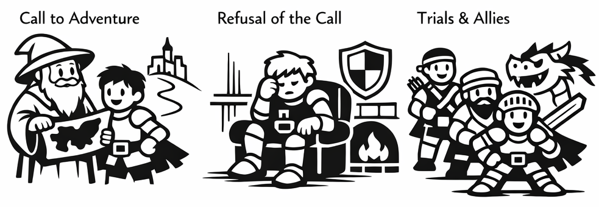 Call to Adventure
Refusal of the Call
Trials & Allies